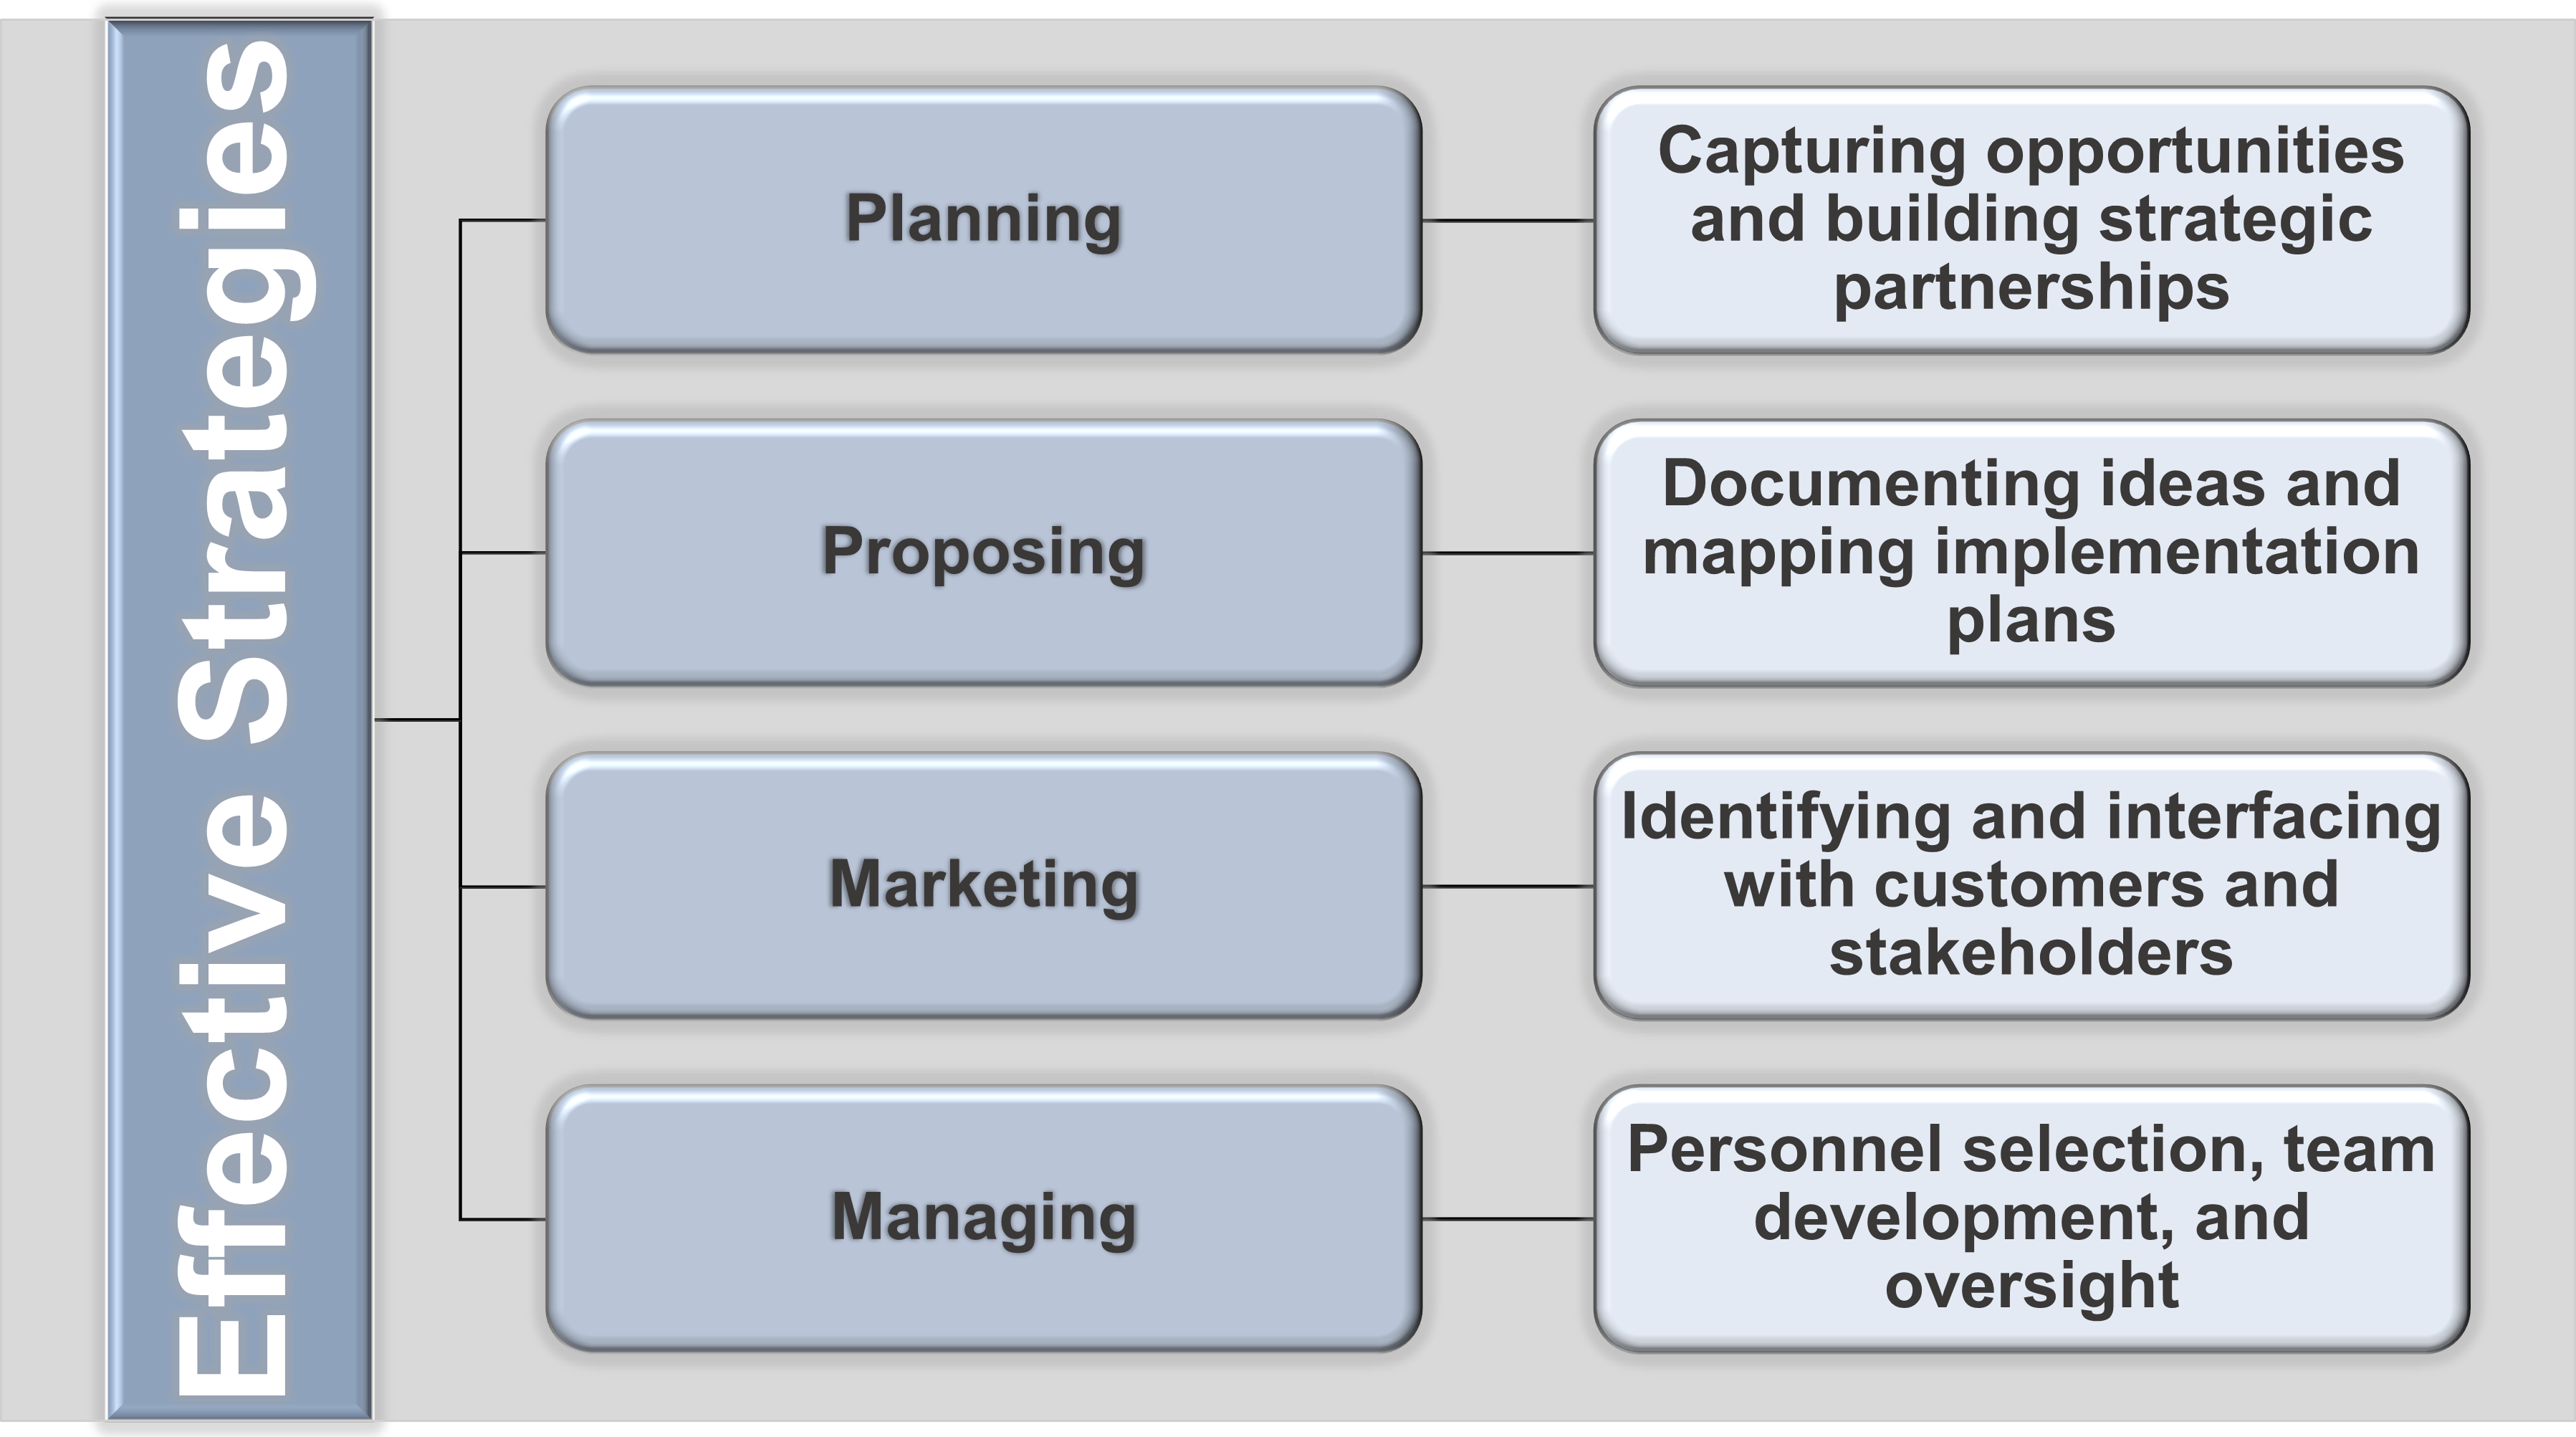 Effective Strategies
Planning
Capturing opportunities
and building strategic
partnerships
Proposing
Documenting ideas and
mapping implementation
plans
Marketing
Identifying and interfacing
with customers and
stakeholders
Managing
Personnel selection, team
development, and
oversight